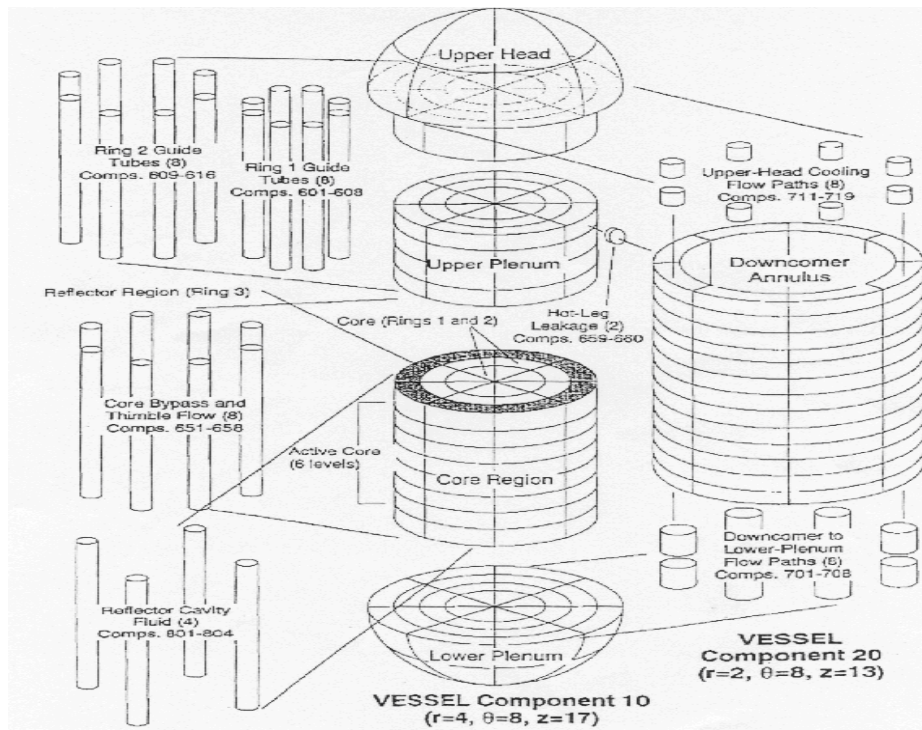 Upper Head
Ring 2 Guide
Tubes (8)
Comps. 609-616
Ring 1 Guide
Tubes (8)
Comps. 601-608
Upper-Head Cooling
Flow Paths (8)
Comps. 711-719
Upper Plenum
Downcomer
Annulus
Reflector Region (Ring 3)
Core (Rings 1 and 2)
Hot-Leg
Leakage (2)
Comps. 659-660
Core Bypass and
Thimble Flow (8)
Comps. 651-658
Active Core
(6 levels)
Core Region
Downcomer to
Lower-Plenum
Flow Paths (8)
Comps. 701-708
Reflector Cavity
Fluid (4)
Comps. 801-804
Lower Plenum
VESSEL Component 10
(r=4, θ=8, z=17)
VESSEL
Component 20
(r=2, θ=8, z=13)